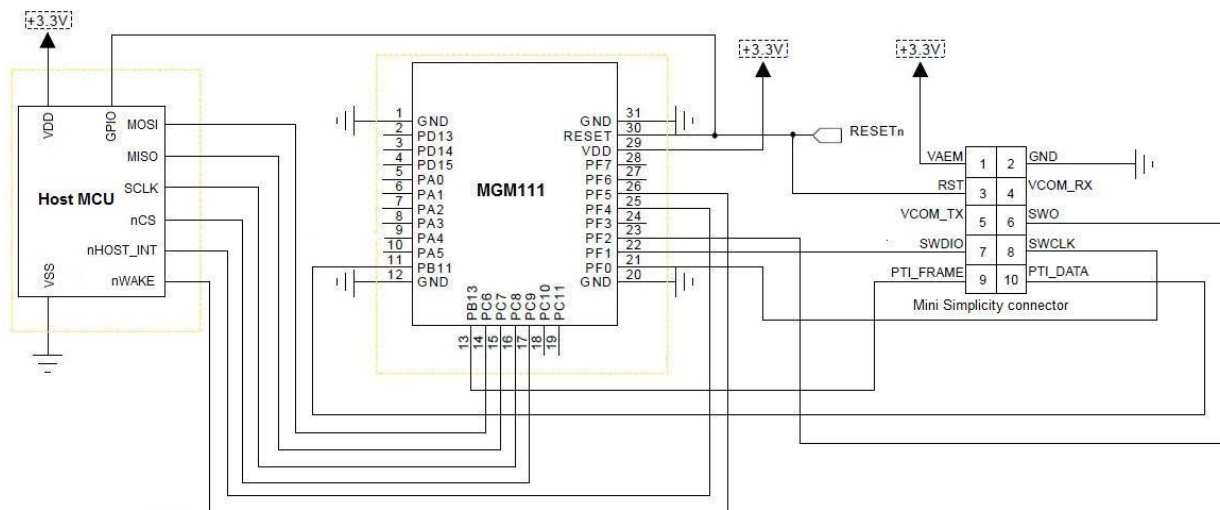 +3.3V
+3.3V
+3.3V
Host MCU
VDD
GPIO
MOSI
MISO
SCLK
nCS
nHOST_INT
nWAKE
VSS
MGM111
1 GND
2 PD13
3 PD14
4 PD15
5 PA0
6 PA1
7 PA2
8 PA3
9 PA4
10 PA5
11 PB11
12 GND
13 PB13
14 PC6
15 PC7
16 PC8
17 PC9
18 PC10
19 PC11
31 GND
30 RESET
29 VDD
28 PF7
27 PF6
26 PF5
25 PF4
24 PF3
23 PF2
22 PF1
21 PF0
20 GND
RESETn
VAEM 1 2 GND
RST 3 4 VCOM_RX
VCOM_TX 5 6 SWO
SWDIO 7 8 SWCLK
PTI_FRAME 9 10 PTI_DATA
Mini Simplicity connector